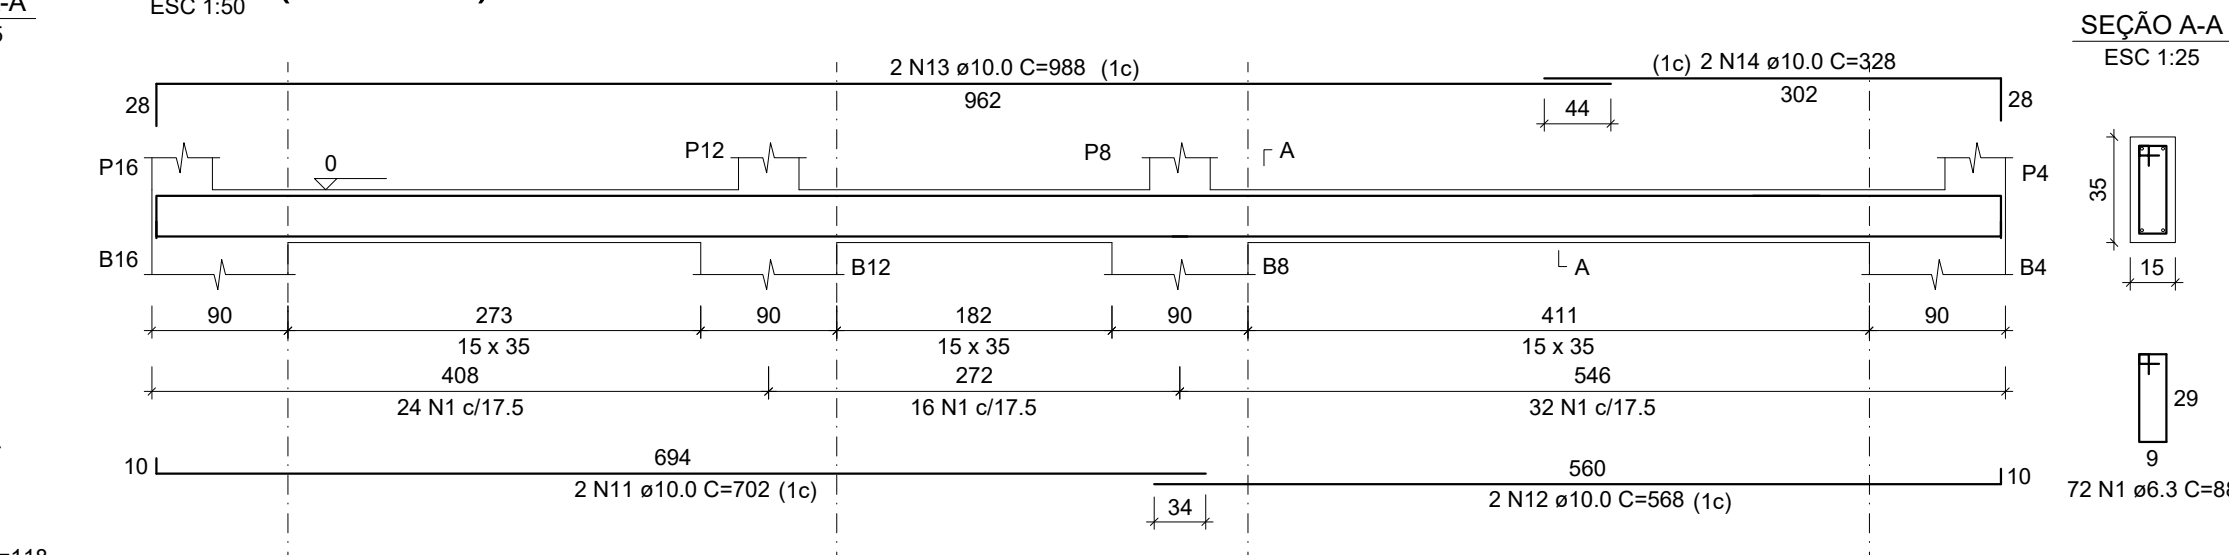 -A
ESC 1:50
SEÇÃO A-A
ESC 1:25
2 N13 ø10.0 C=988 (1c)
(1c) 2 N14 ø10.0 C=328
28
962
44
302
28
P16
0
P12
P8
A
P4
35
B16
B12
B8
A
B4
15
90
273
90
182
90
411
90
15 x 35
15 x 35
15 x 35
408
272
546
24 N1 c/17.5
16 N1 c/17.5
32 N1 c/17.5
29
9
10
694
560
10
2 N11 ø10.0 C=702 (1c)
2 N12 ø10.0 C=568 (1c)
72 N1 ø6.3 C=88
34